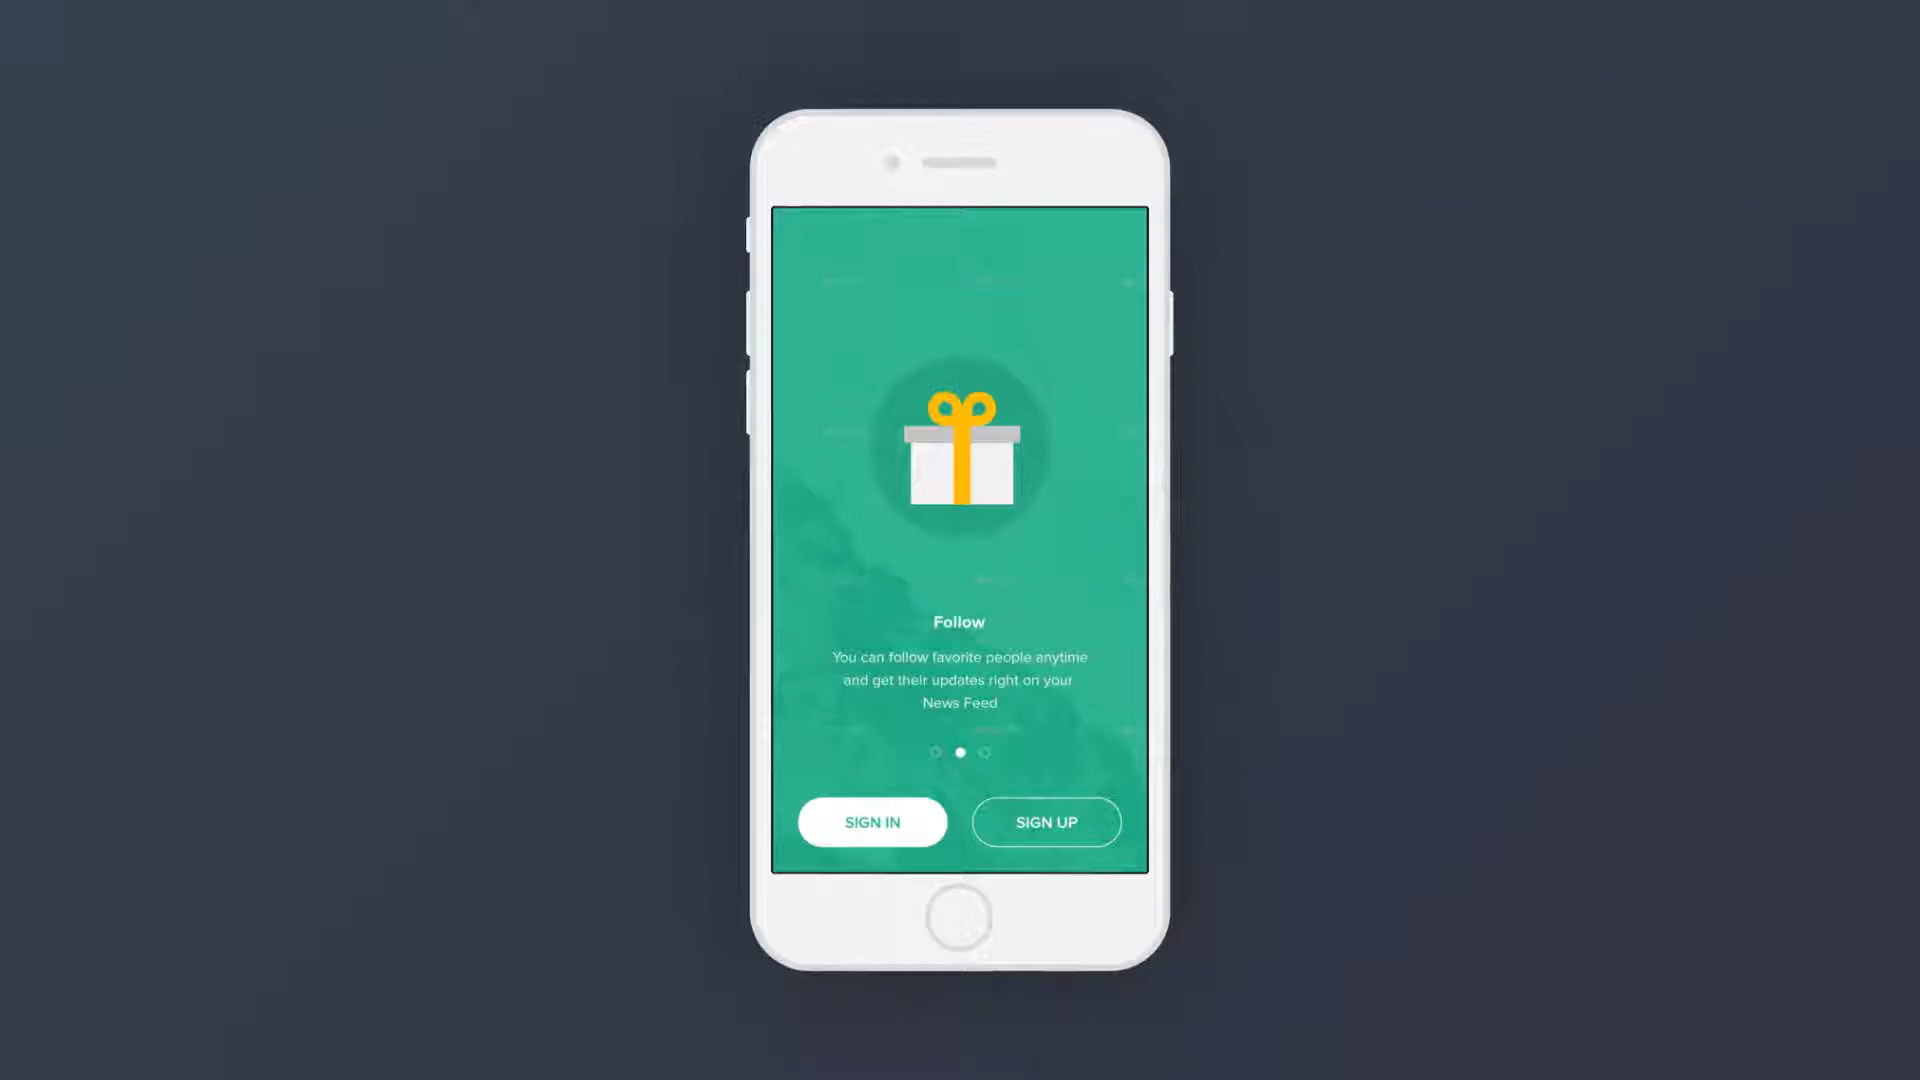 Follow
You can follow favorite people anytime
and get their updates right on your
News Feed
SIGN IN
SIGN UP